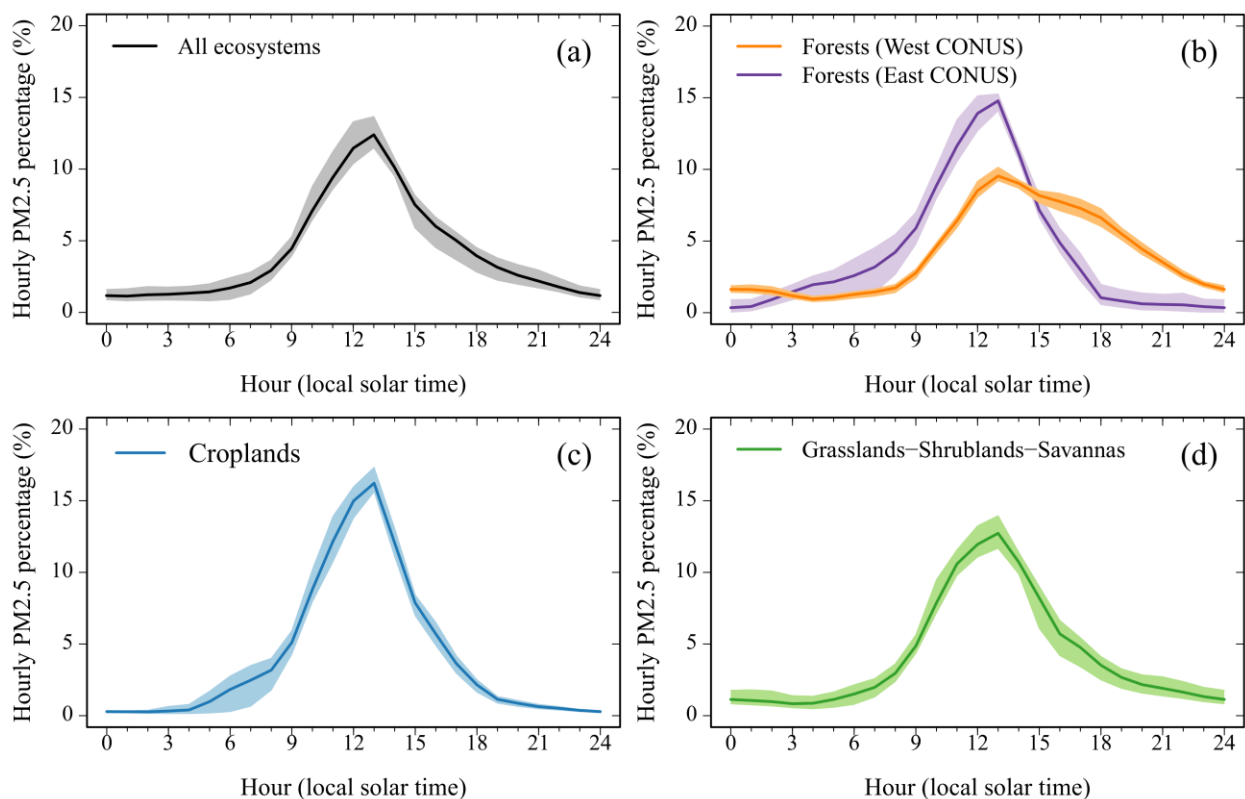 20
15
10
5
0
Hourly PM2.5 percentage (%)
All ecosystems
(a)
0 3 6 9 12 15 18 21 24
Hour (local solar time)
20
15
10
5
0
Hourly PM2.5 percentage (%)
Forests (West CONUS)
Forests (East CONUS)
(b)
0 3 6 9 12 15 18 21 24
Hour (local solar time)
20
15
10
5
0
Hourly PM2.5 percentage (%)
Croplands
(c)
0 3 6 9 12 15 18 21 24
Hour (local solar time)
20
15
10
5
0
Hourly PM2.5 percentage (%)
Grasslands−Shrublands−Savannas
(d)
0 3 6 9 12 15 18 21 24
Hour (local solar time)